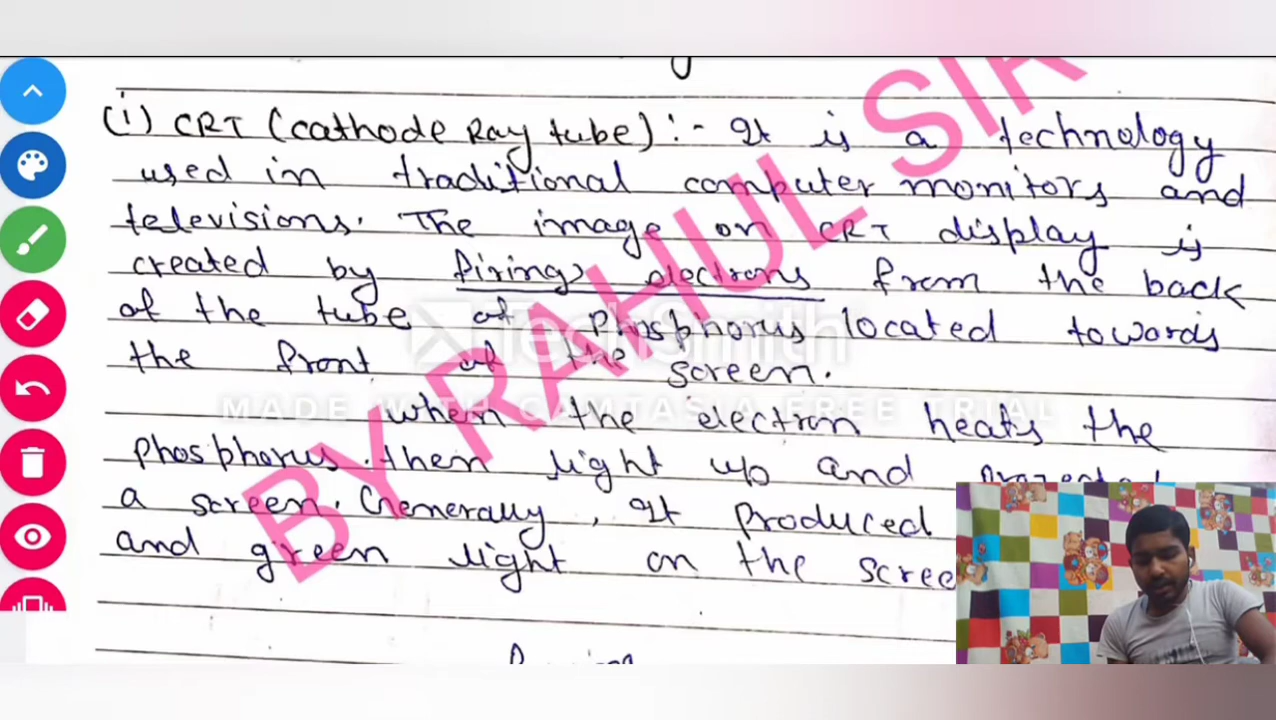 (i) CRT (cathode Ray tube) :- It is a technology
used in traditional computer monitors and
televisions. The image on CRT display is
created by firing electrons from the back
of the tube of Phosphorus located towards
the front of the screen.
when the electron heats the
Phosphorus. then light up and
a screen. Generally, It produced
and green light on the scree
BY RAHUL SIR
TechSmith
MADE WITH CAMTASIA FREE TRIAL